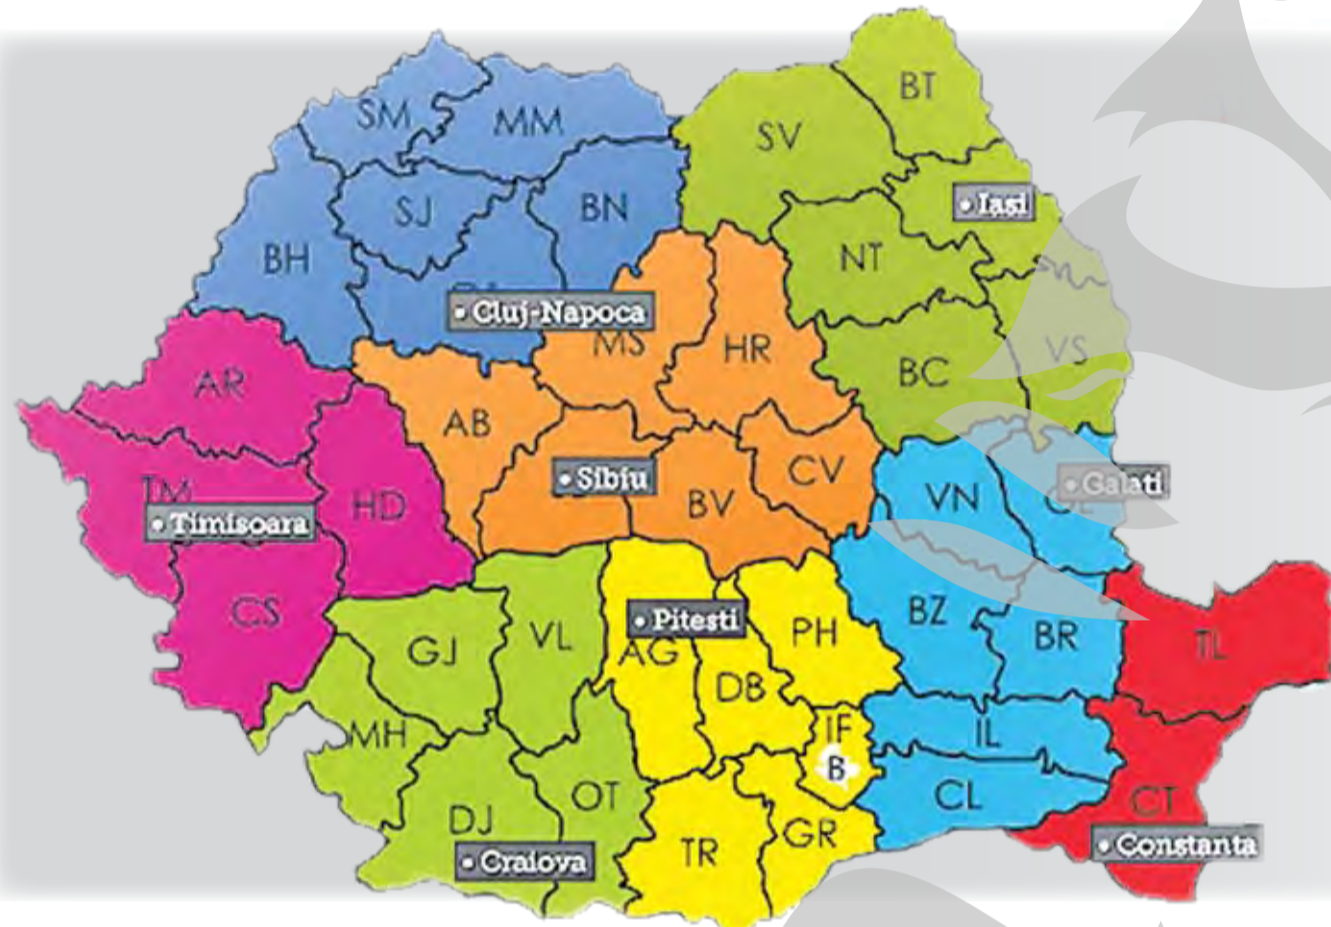 BT
SM
MM
SV
Iasi
SJ
BN
BH
NT
Cluj-Napoca
MS
HR
VS
BC
AR
AB
CV
Sibiu
Galati
TM
HD
BV
VN
Timisoara
CS
BZ
Pitesti
VL
PH
BR
TL
GJ
AG
DB
MH
IF
IL
B
OT
CL
CT
DJ
GR
Constanta
TR
Craiova